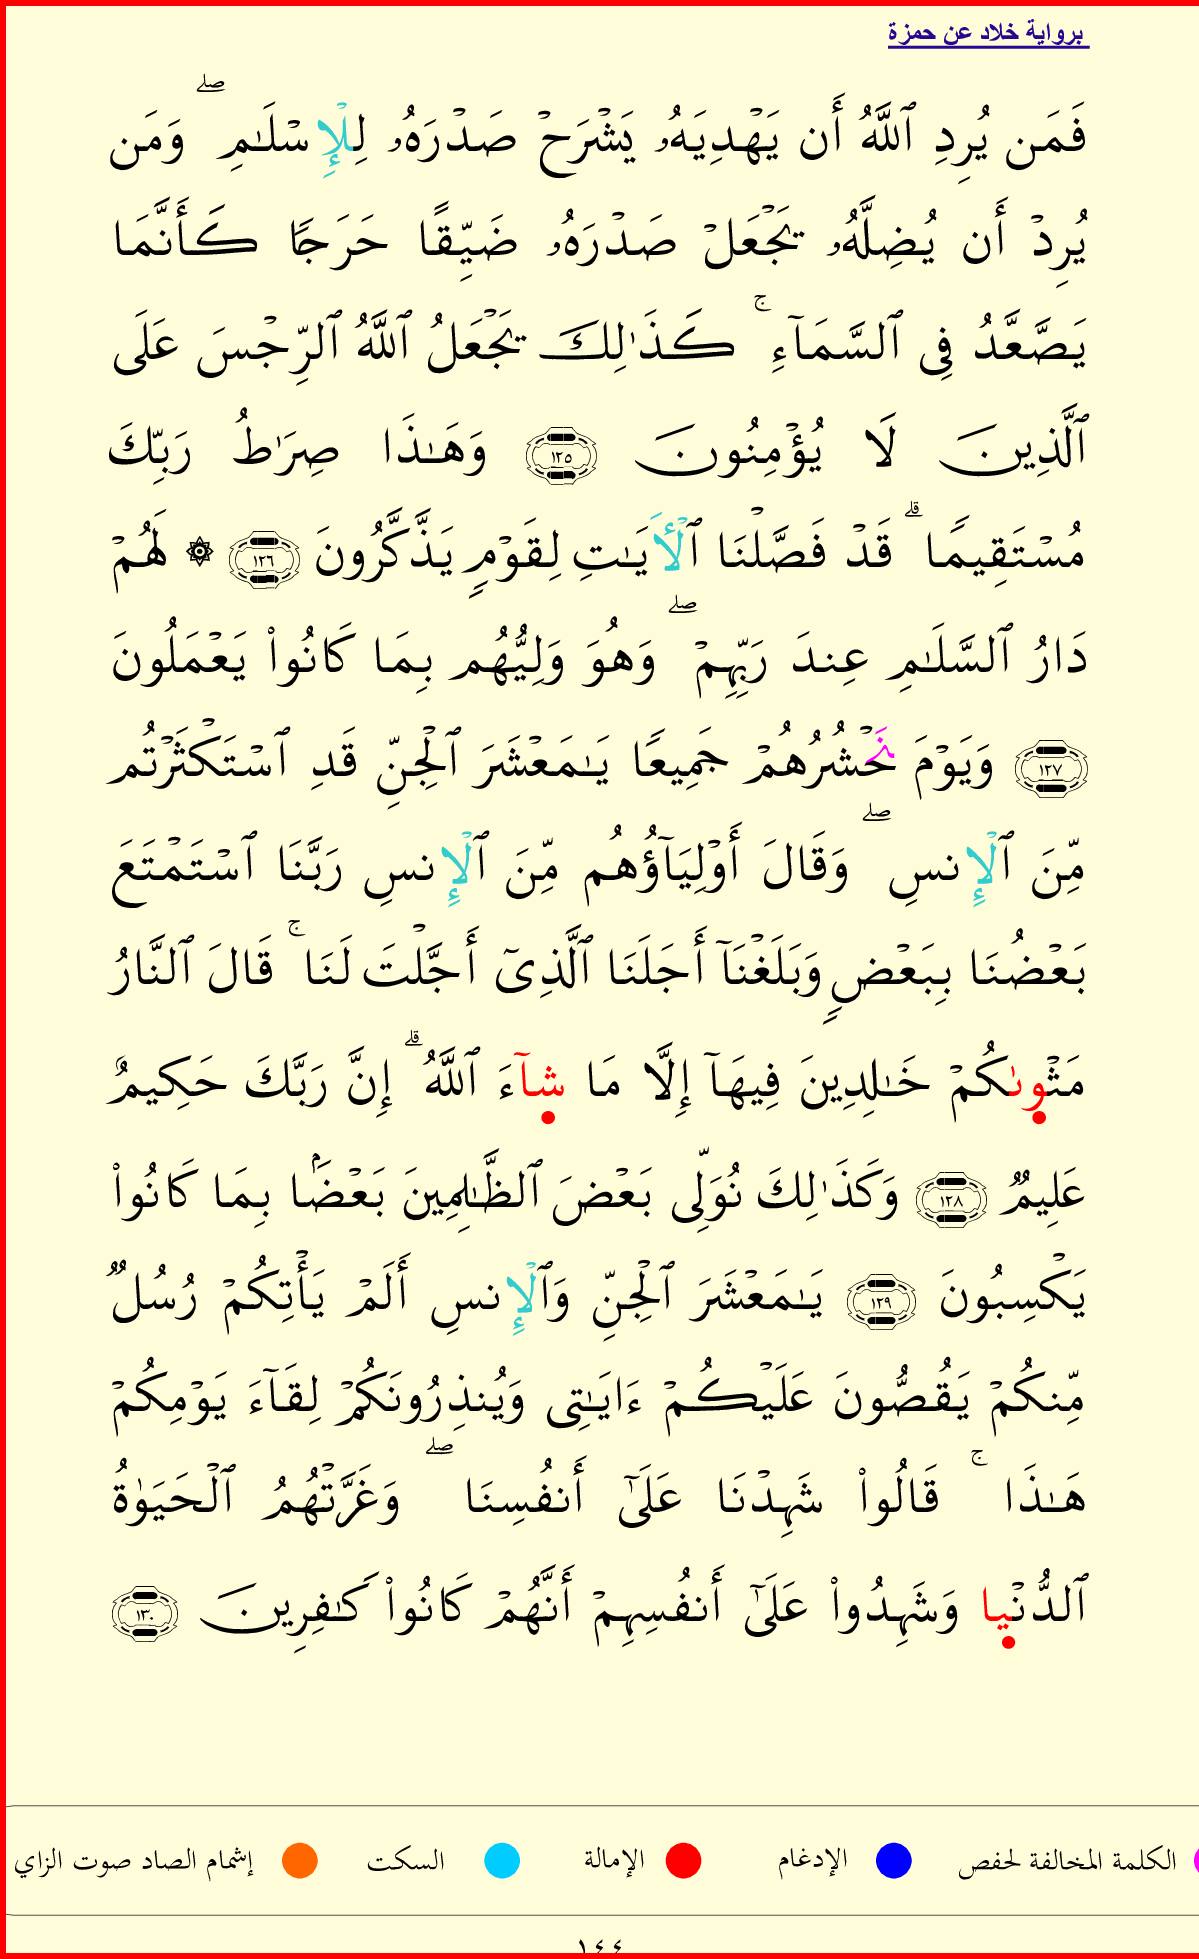 برواية خلاد عن حمزة
فَمَن يُرِدِ ٱللَّهُ أَن يَهْدِيَهُۥ يَشْرَحْ صَدْرَهُۥ لِلْإِسْلَٰمِ ۖ وَمَن
يُرِدْ أَن يُضِلَّهُۥ يَجْعَلْ صَدْرَهُۥ ضَيِّقًا حَرَجًا كَأَنَّمَا
يَصَّعَّدُ فِى ٱلسَّمَآءِ ۚ كَذَٰلِكَ يَجْعَلُ ٱللَّهُ ٱلرِّجْسَ عَلَى
ٱلَّذِينَ لَا يُؤْمِنُونَ ١٢٥ وَهَٰذَا صِرَٰطُ رَبِّكَ
مُسْتَقِيمًا ۗ قَدْ فَصَّلْنَا ٱلْأَيَٰتِ لِقَوْمٍ يَذَّكَّرُونَ ١٢٦ ۞ لَهُمْ
دَارُ ٱلسَّلَٰمِ عِندَ رَبِّهِمْ ۖ وَهُوَ وَلِيُّهُم بِمَا كَانُوا۟ يَعْمَلُونَ
١٢٧ وَيَوْمَ نَحْشُرُهُمْ جَمِيعًا يَٰمَعْشَرَ ٱلْجِنِّ قَدِ ٱسْتَكْثَرْتُم
مِّنَ ٱلْإِنسِ ۖ وَقَالَ أَوْلِيَآؤُهُم مِّنَ ٱلْإِنسِ رَبَّنَا ٱسْتَمْتَعَ
بَعْضُنَا بِبَعْضٍ وَبَلَغْنَآ أَجَلَنَا ٱلَّذِىٓ أَجَّلْتَ لَنَا ۚ قَالَ ٱلنَّارُ
مَثْوىٰكُمْ خَٰلِدِينَ فِيهَآ إِلَّا مَا شآءَ ٱللَّهُ ۗ إِنَّ رَبَّكَ حَكِيمٌ
عَلِيمٌ ١٢٨ وَكَذَٰلِكَ نُوَلِّى بَعْضَ ٱلظَّٰلِمِينَ بَعْضَۢا بِمَا كَانُوا۟
يَكْسِبُونَ ١٢٩ يَٰمَعْشَرَ ٱلْجِنِّ وَٱلْإِنسِ أَلَمْ يَأْتِكُمْ رُسُلٌ
مِّنكُمْ يَقُصُّونَ عَلَيْكُمْ ءَايَٰتِى وَيُنذِرُونَكُمْ لِقَآءَ يَوْمِكُمْ
هَٰذَا ۚ قَالُوا۟ شَهِدْنَا عَلَىٰٓ أَنفُسِنَا ۖ وَغَرَّتْهُمُ ٱلْحَيَوٰةُ
ٱلدُّنْيا وَشَهِدُوا۟ عَلَىٰٓ أَنفُسِهِمْ أَنَّهُمْ كَانُوا۟ كَٰفِرِينَ ١٣٠
الكلمة المخالفة لحفص الإدغام الإمالة السكت إشمام الصاد صوت الزاي
١٤٤